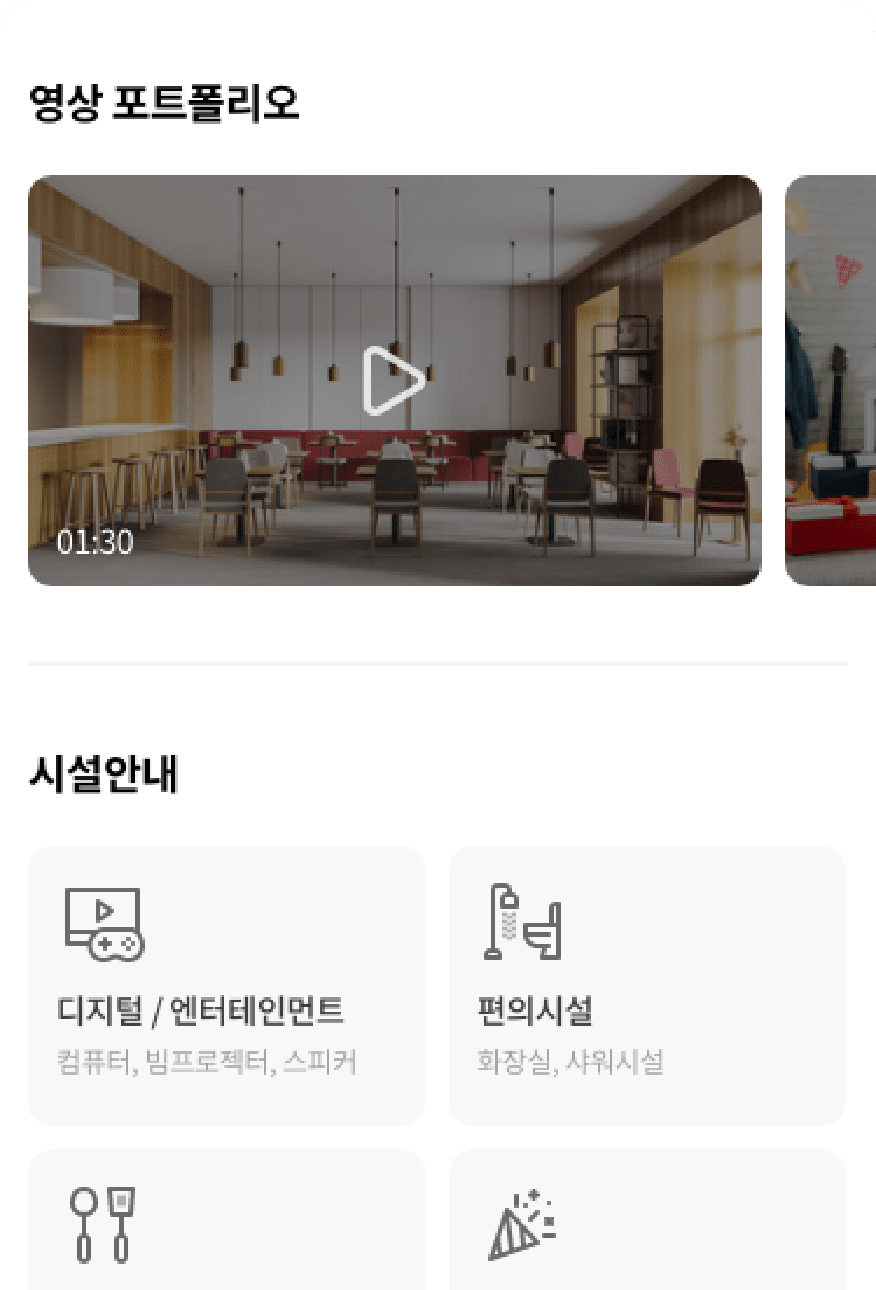 영상 포트폴리오
01:30
시설안내
디지털 / 엔터테인먼트
컴퓨터, 빔프로젝터, 스피커
편의시설
화장실, 샤워시설